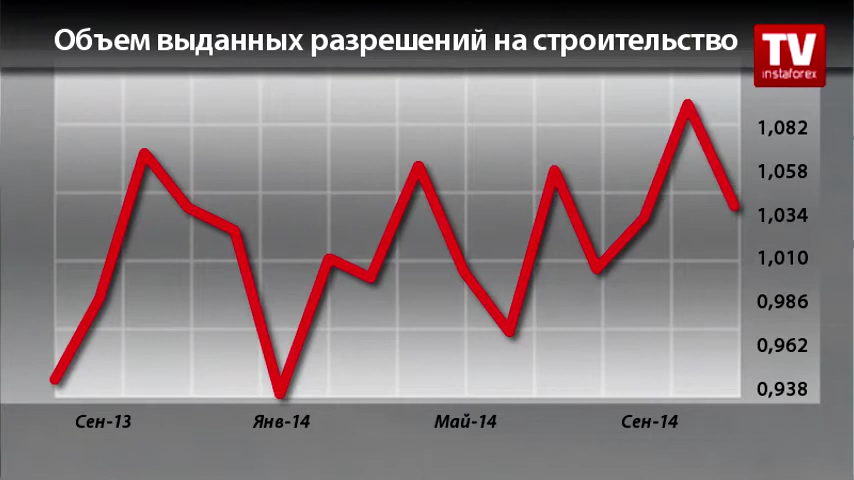 Объем выданных разрешений на строительство
TV
instaforex
1,082
1,058
1,034
1,010
0,986
0,962
0,938
Сен-13 Янв-14 Май-14 Сен-14